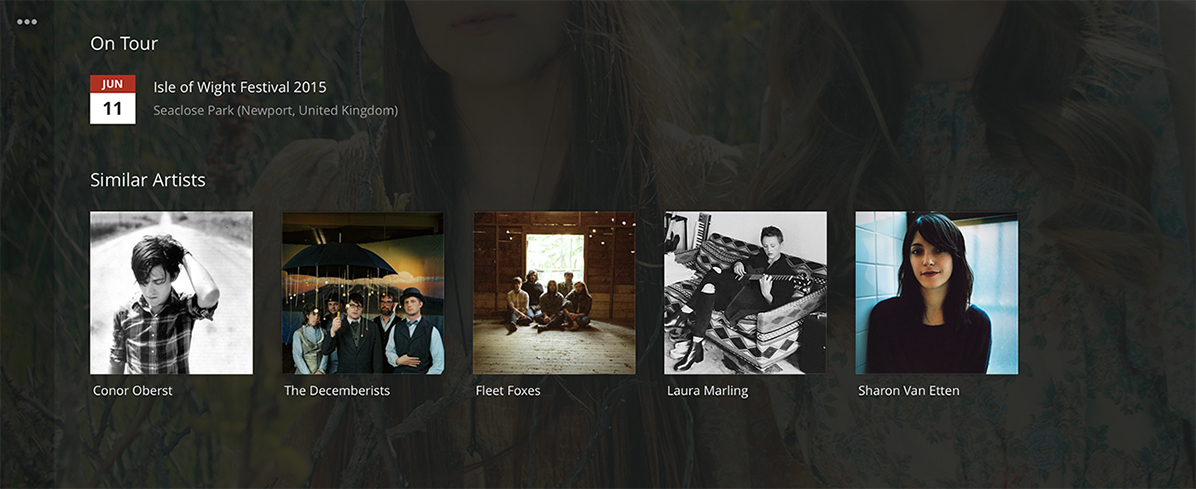 On Tour
JUN
11
Isle of Wight Festival 2015
Seaclose Park (Newport, United Kingdom)
Similar Artists
Conor Oberst
The Decemberists
Fleet Foxes
Laura Marling
Sharon Van Etten